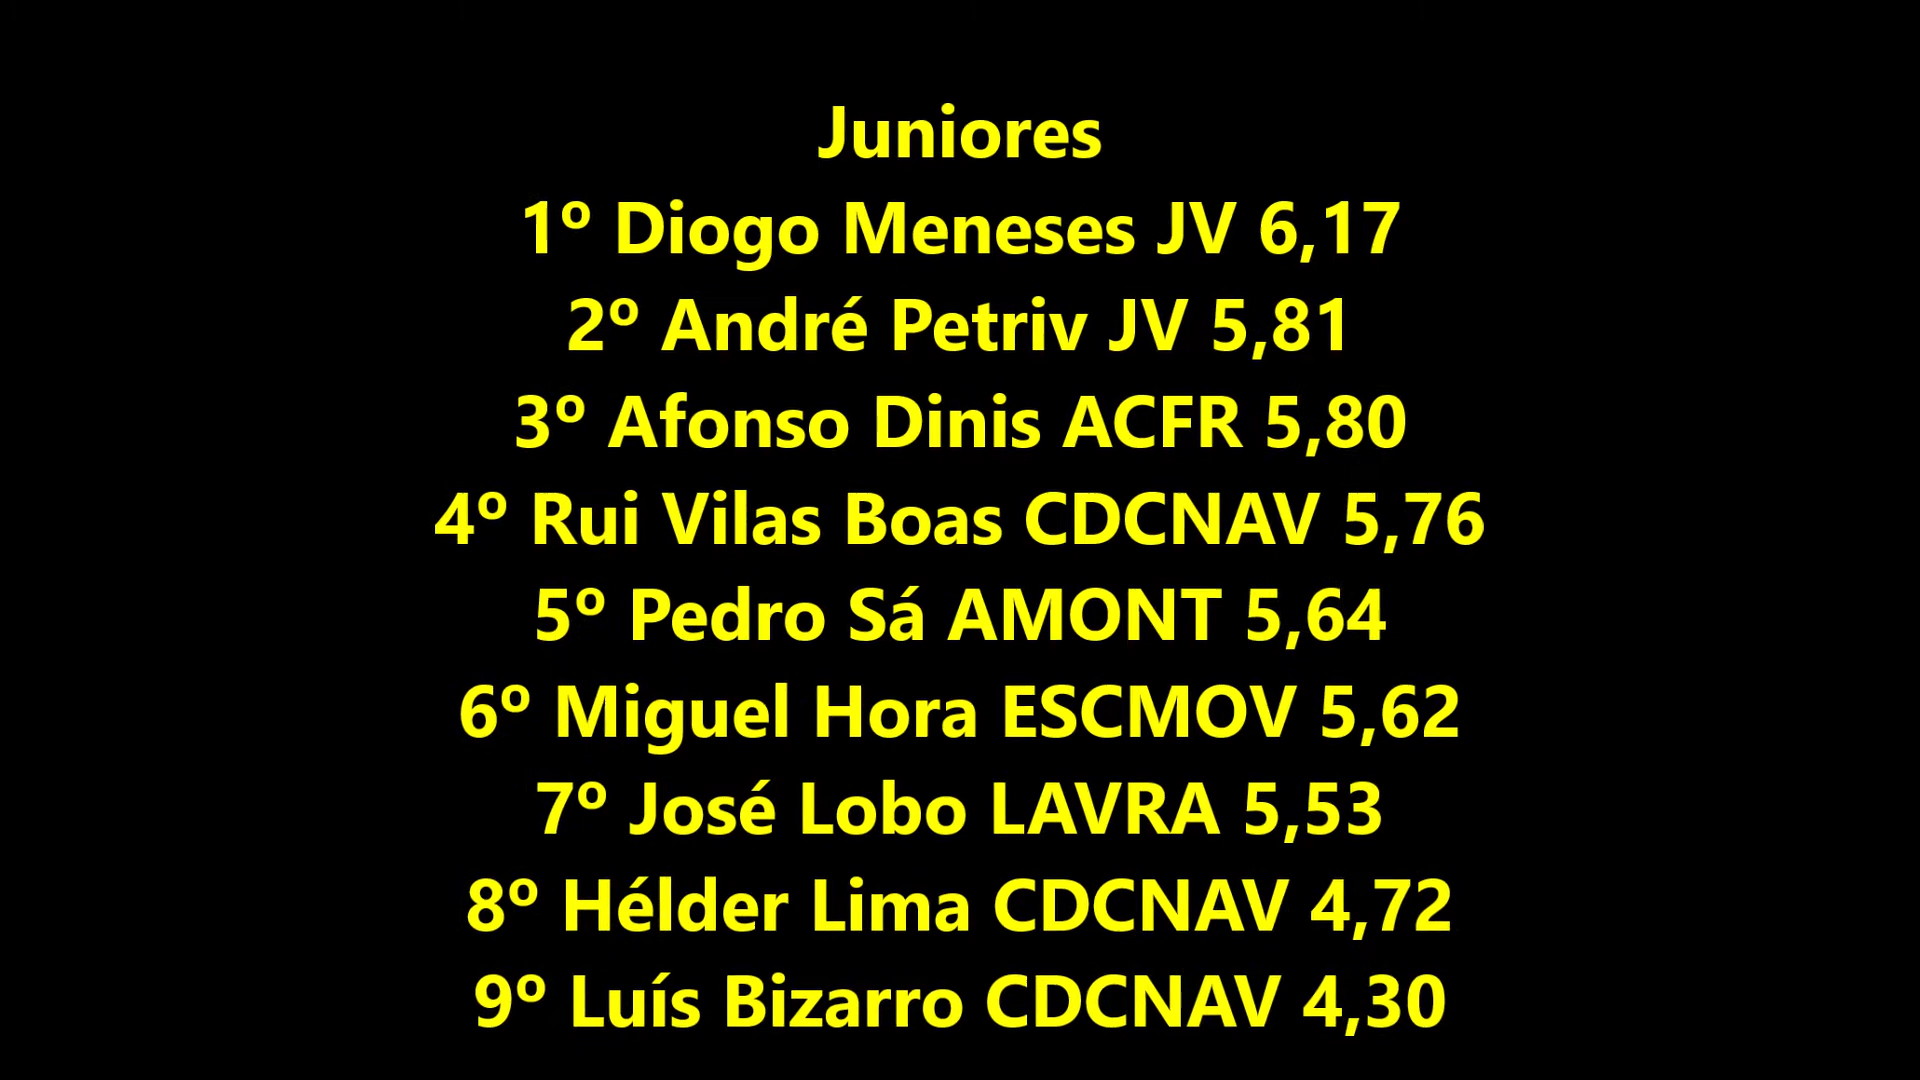 Juniores
1º Diogo Meneses JV 6,17
2º André Petriv JV 5,81
3º Afonso Dinis ACFR 5,80
4º Rui Vilas Boas CDCNAV 5,76
5º Pedro Sá AMONT 5,64
6º Miguel Hora ESCMOV 5,62
7º José Lobo LAVRA 5,53
8º Hélder Lima CDCNAV 4,72
9º Luís Bizarro CDCNAV 4,30